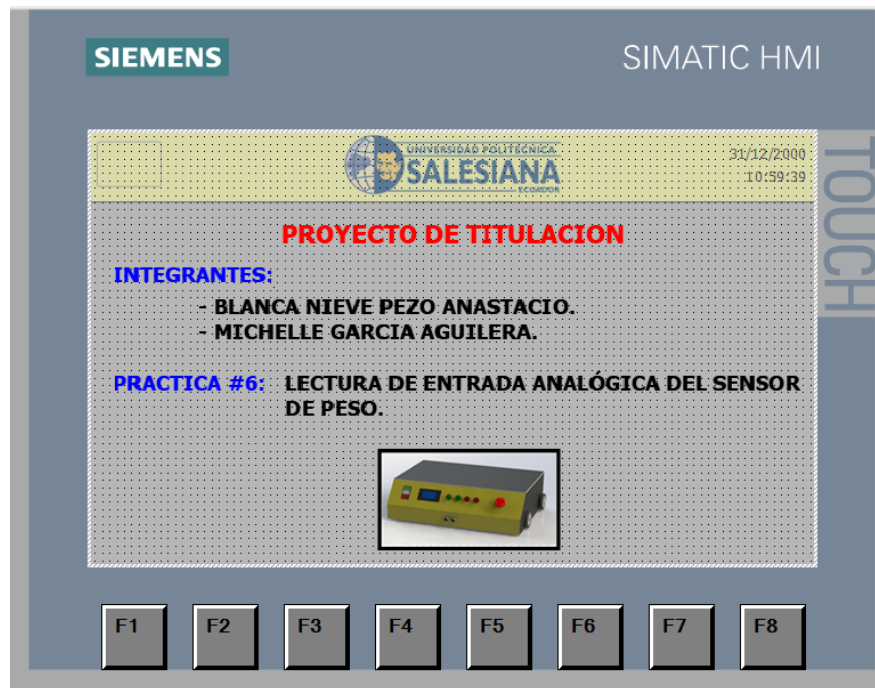 SIEMENS
SIMATIC HMI
TOUCH
UNIVERSIDAD POLITÉCNICA
SALESIANA
ECUADOR
31/12/2000
10:59:39
PROYECTO DE TITULACION
INTEGRANTES:
- BLANCA NIEVE PEZO ANASTACIO.
- MICHELLE GARCIA AGUILERA.
PRACTICA #6: LECTURA DE ENTRADA ANALÓGICA DEL SENSOR
DE PESO.
F1 F2 F3 F4 F5 F6 F7 F8